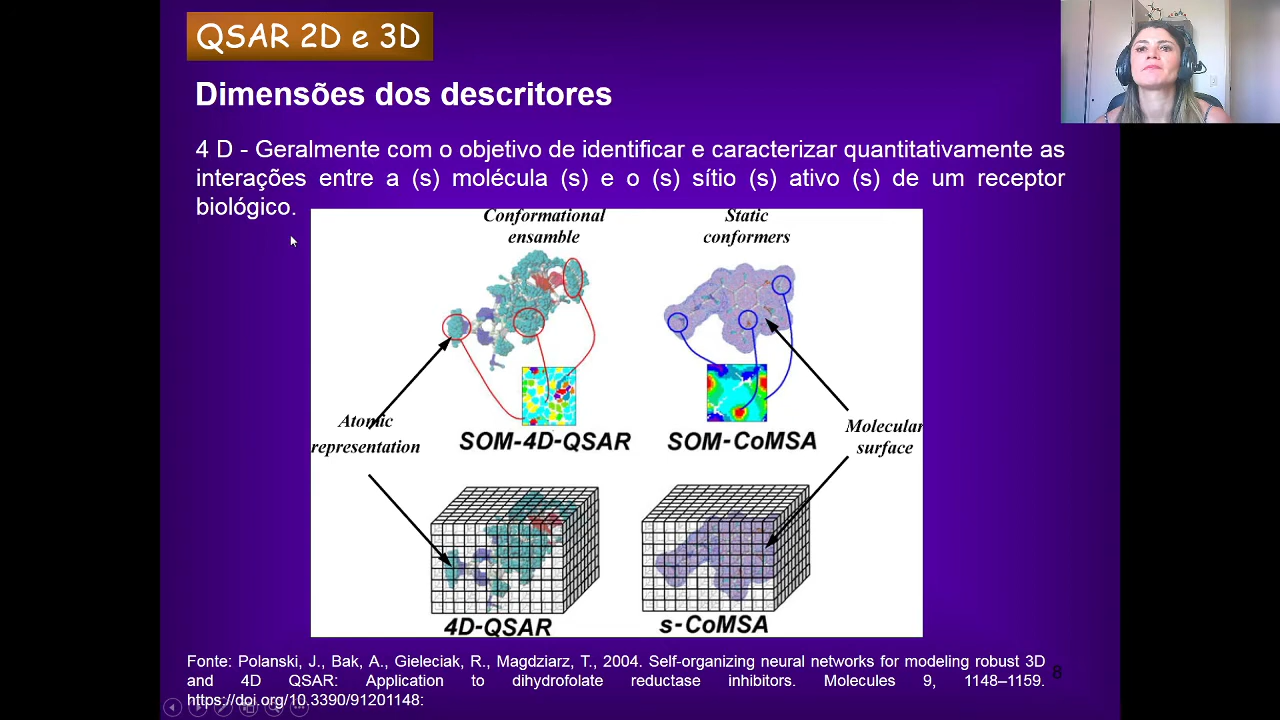 QSAR 2D e 3D
Dimensões dos descritores
4 D - Geralmente com o objetivo de identificar e caracterizar quantitativamente as
interações entre a (s) molécula (s) e o (s) sítio (s) ativo (s) de um receptor
biológico.
Conformational
ensamble
Static
conformers
Atomic
representation
Molecular
surface
SOM-4D-QSAR
SOM-CoMSA
4D-QSAR
s-CoMSA
Fonte: Polanski, J., Bak, A., Gieleciak, R., Magdziarz, T., 2004. Self-organizing neural networks for modeling robust 3D
and 4D QSAR: Application to dihydrofolate reductase inhibitors. Molecules 9, 1148–1159.
https://doi.org/10.3390/91201148:
8